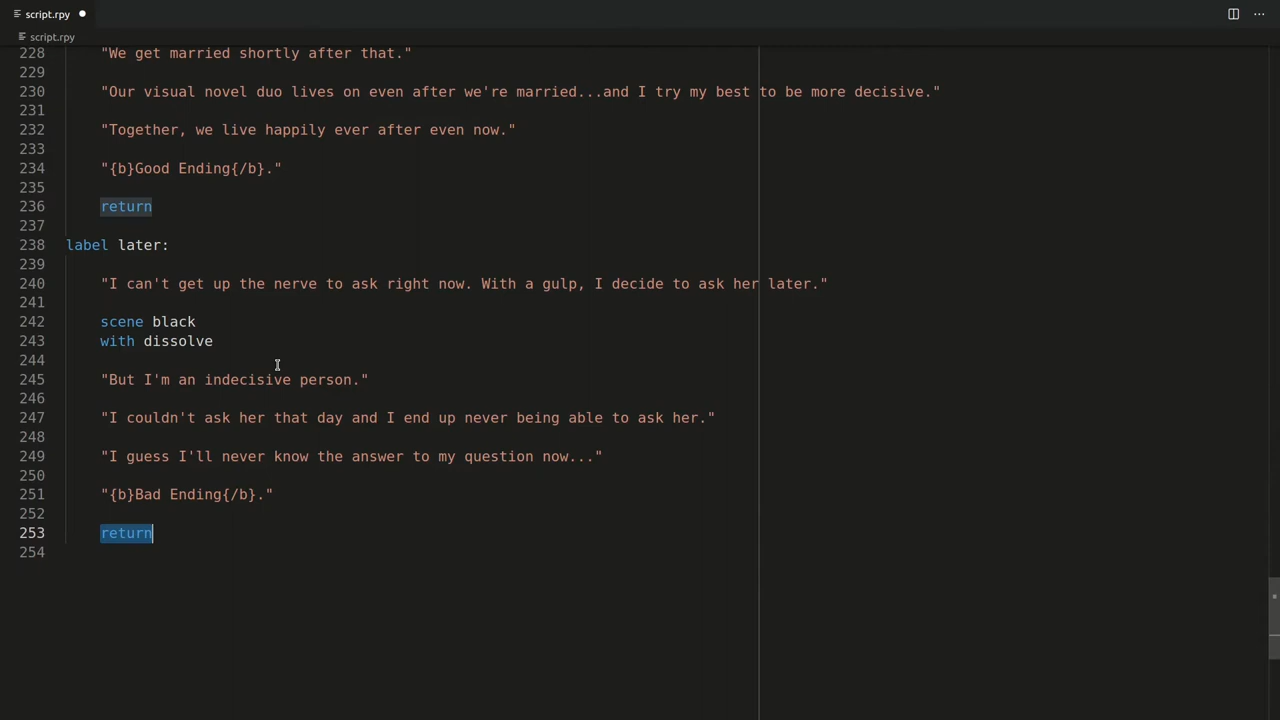 script.rpy
script.rpy
228 "We get married shortly after that."
229
230 "Our visual novel duo lives on even after we're married...and I try my best to be more decisive."
231
232 "Together, we live happily ever after even now."
233
234 "{b}Good Ending{/b}."
235
236 return
237
238 label later:
239
240 "I can't get up the nerve to ask right now. With a gulp, I decide to ask her later."
241
242 scene black
243 with dissolve
244
245 "But I'm an indecisive person."
246
247 "I couldn't ask her that day and I end up never being able to ask her."
248
249 "I guess I'll never know the answer to my question now..."
250
251 "{b}Bad Ending{/b}."
252
253 return
254